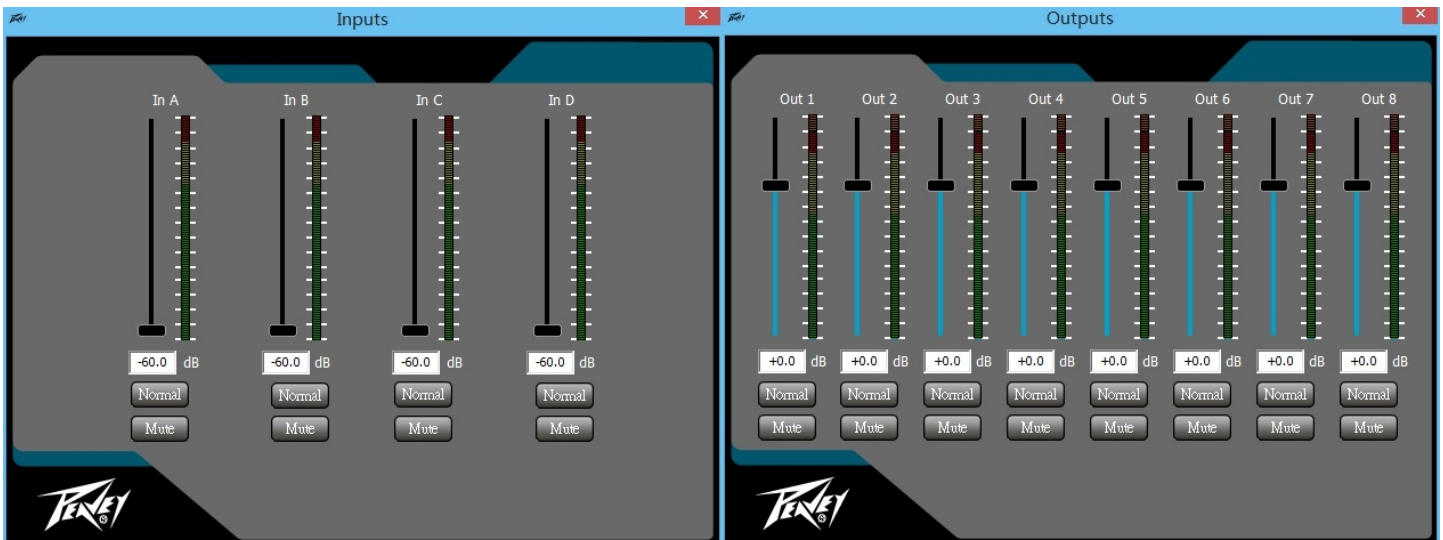 Peavey
Inputs
In A
In B
In C
In D
-60.0 dB
-60.0 dB
-60.0 dB
-60.0 dB
Normal
Normal
Normal
Normal
Mute
Mute
Mute
Mute
PEAVEY ®
Peavey
Outputs
Out 1
Out 2
Out 3
Out 4
Out 5
Out 6
Out 7
Out 8
+0.0 dB
+0.0 dB
+0.0 dB
+0.0 dB
+0.0 dB
+0.0 dB
+0.0 dB
+0.0 dB
Normal
Normal
Normal
Normal
Normal
Normal
Normal
Normal
Mute
Mute
Mute
Mute
Mute
Mute
Mute
Mute
PEAVEY ®